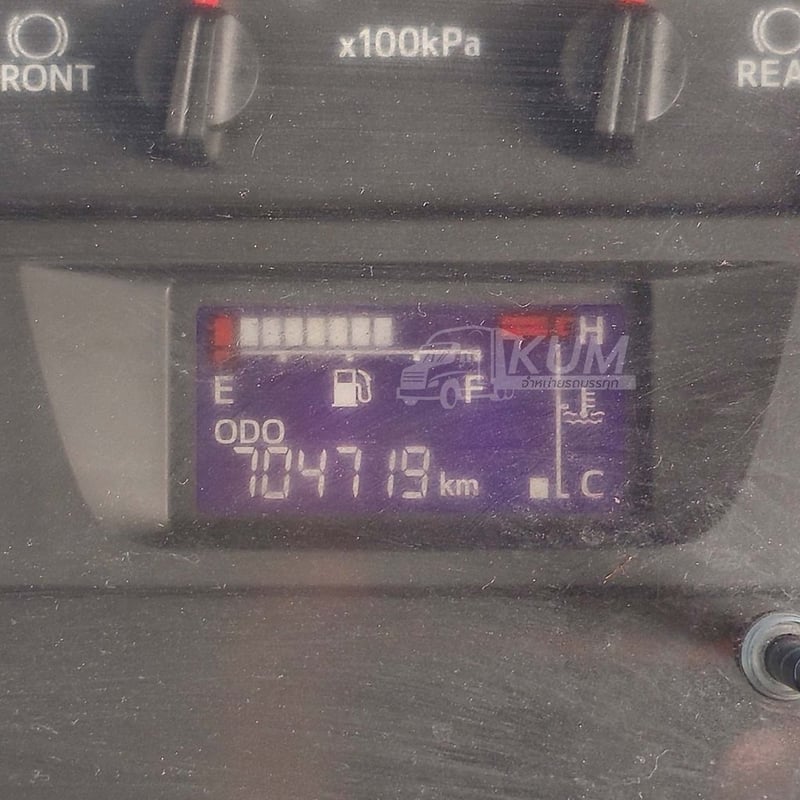 FRONT
x100kPa
REA
H
KUM
จำหน่ายรถบรรทุก
E
F
ODO
704719 km
C